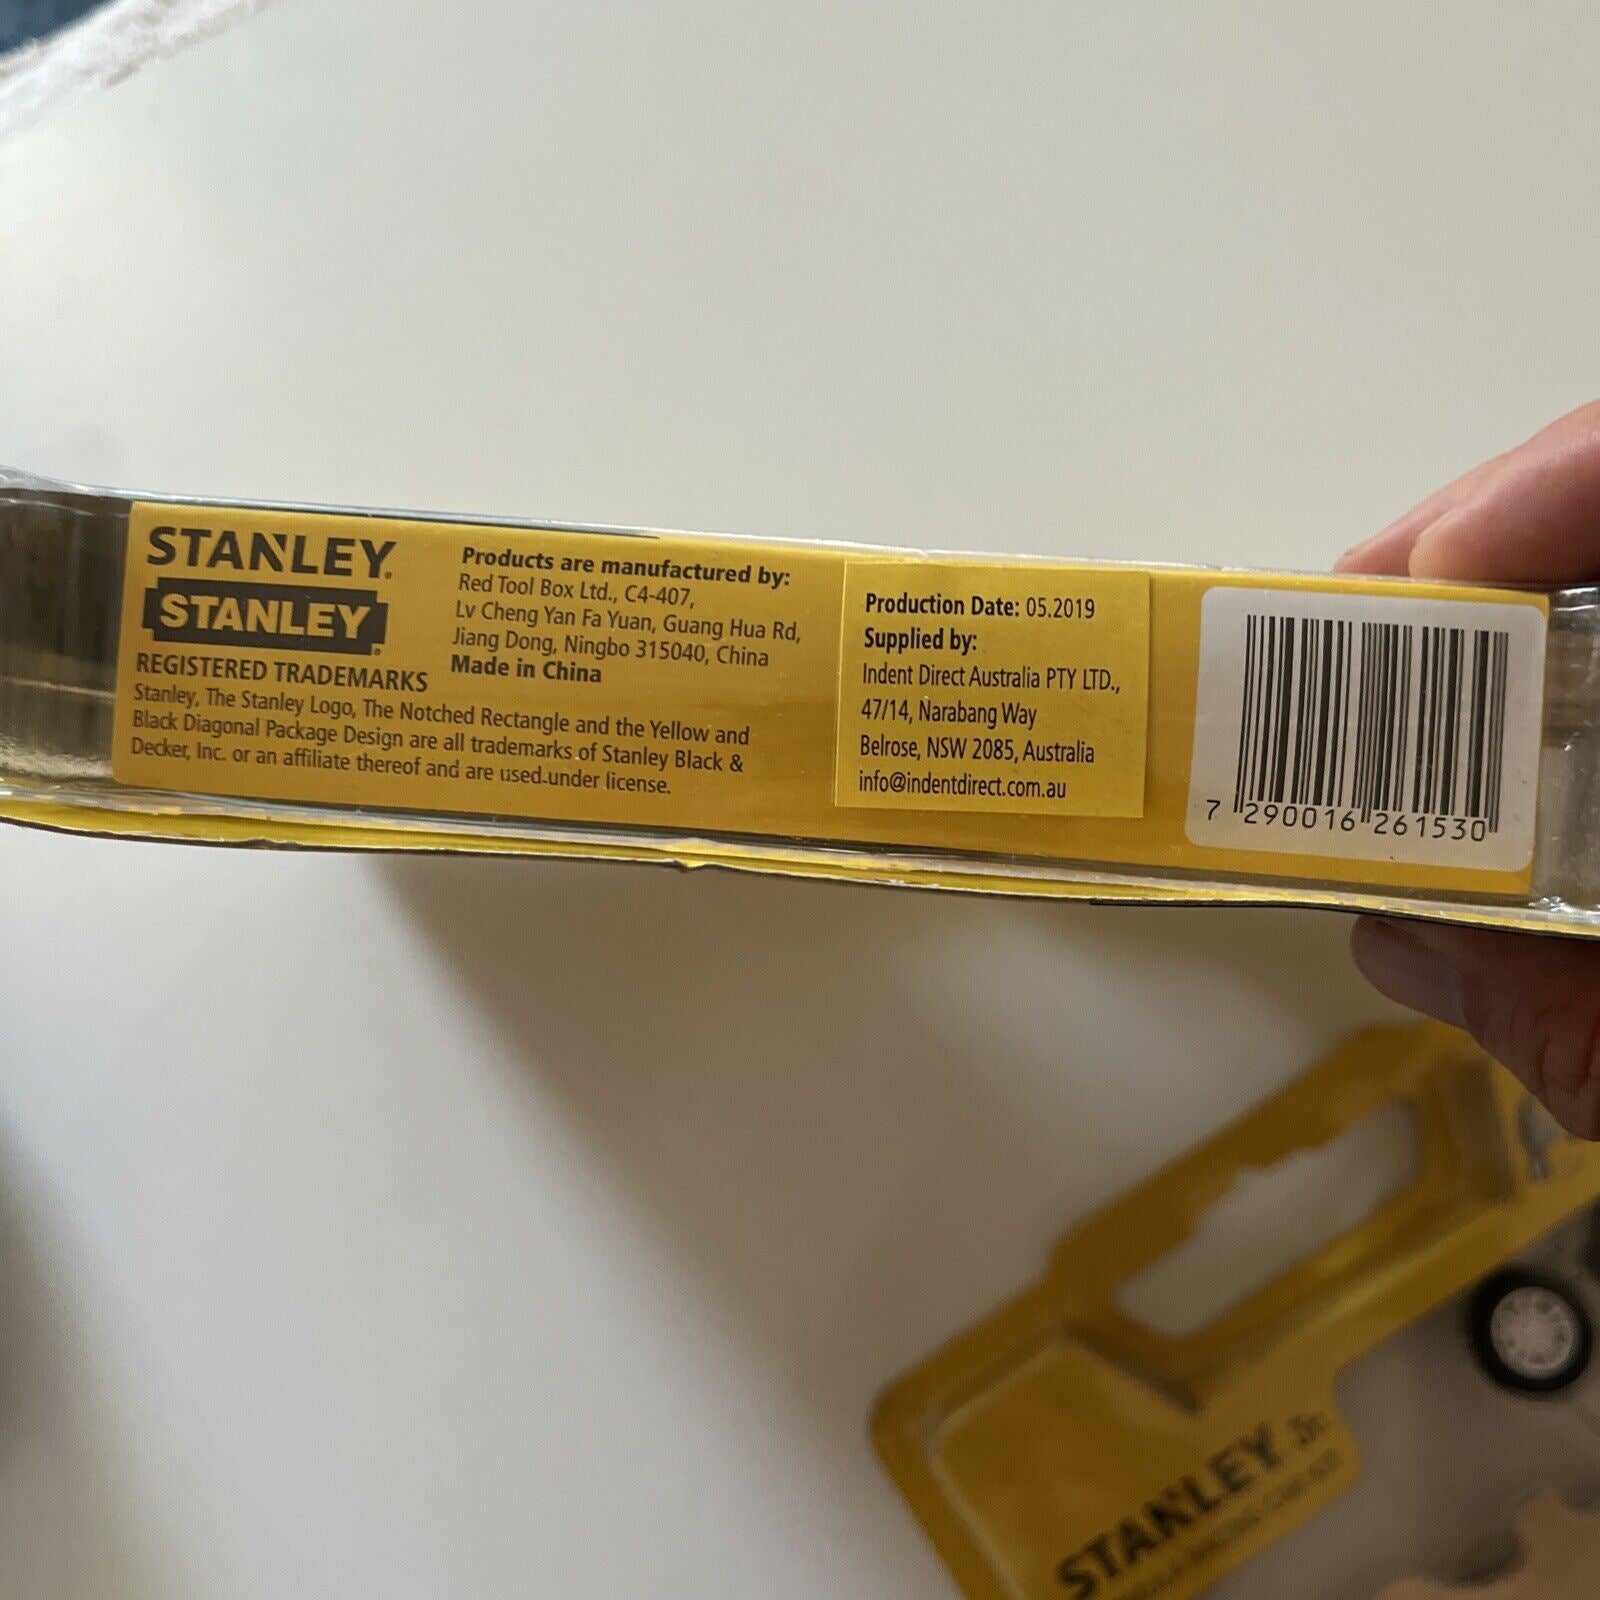 STANLEY®
STANLEY®
REGISTERED TRADEMARKS
Stanley, The Stanley Logo, The Notched Rectangle and the Yellow and
Black Diagonal Package Design are all trademarks of Stanley Black &
Decker, Inc. or an affiliate thereof and are used under license.
Products are manufactured by:
Red Tool Box Ltd., C4-407,
Lv Cheng Yan Fa Yuan, Guang Hua Rd,
Jiang Dong, Ningbo 315040, China
Made in China
Production Date: 05.2019
Supplied by:
Indent Direct Australia PTY LTD.,
47/14, Narabang Way
Belrose, NSW 2085, Australia
info@indentdirect.com.au
7 290016 261530
STANLEY Jr.